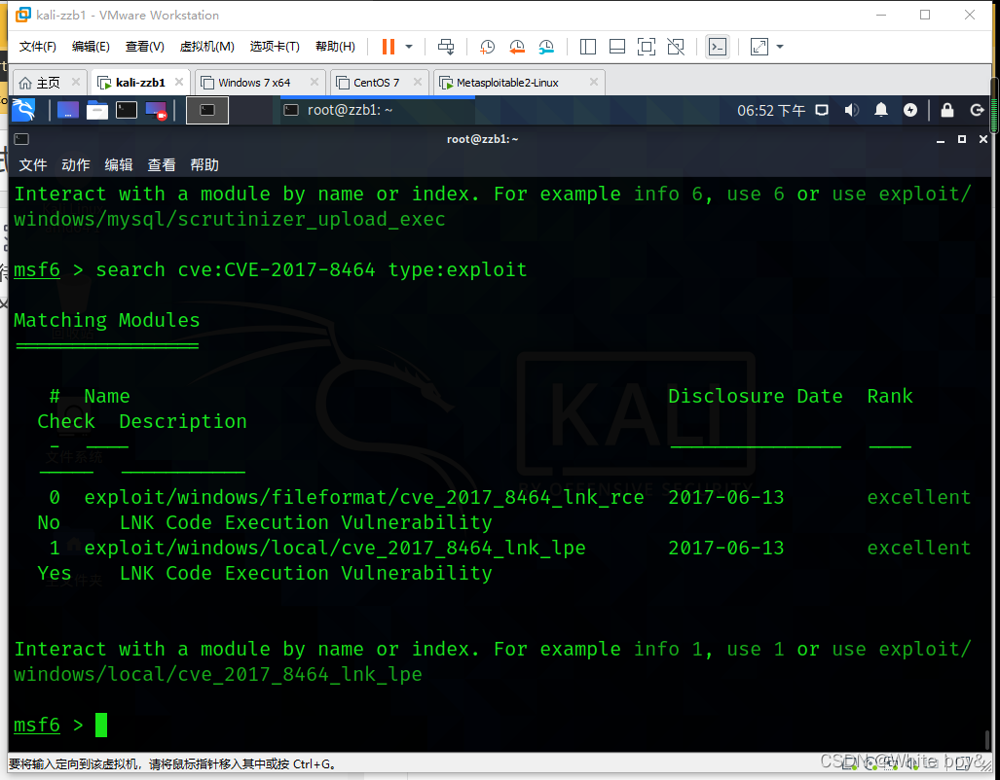 kali-zzb1 - VMware Workstation
文件(F) 编辑(E) 查看(V) 虚拟机(M) 选项卡(T) 帮助(H)
主页 kali-zzb1 Windows 7 x64 CentOS 7 Metasploitable2-Linux
root@zzb1: ~ 06:52 下午
root@zzb1: ~
文件 动作 编辑 查看 帮助
Interact with a module by name or index. For example info 6, use 6 or use exploit/
windows/mysql/scrutinizer_upload_exec
msf6 > search cve:CVE-2017-8464 type:exploit
Matching Modules
================
# Name Disclosure Date Rank
Check Description
- ---- --------------- ----
----- -----------
0 exploit/windows/fileformat/cve_2017_8464_lnk_rce 2017-06-13 excellent
No LNK Code Execution Vulnerability
1 exploit/windows/local/cve_2017_8464_lnk_lpe 2017-06-13 excellent
Yes LNK Code Execution Vulnerability
Interact with a module by name or index. For example info 1, use 1 or use exploit/
windows/local/cve_2017_8464_lnk_lpe
msf6 >
KALI
BY OFFENSIVE SECURITY
文件系统
要将输入定向到该虚拟机，请将鼠标指针移入其中或按 Ctrl+G。
CSDN @White boy&